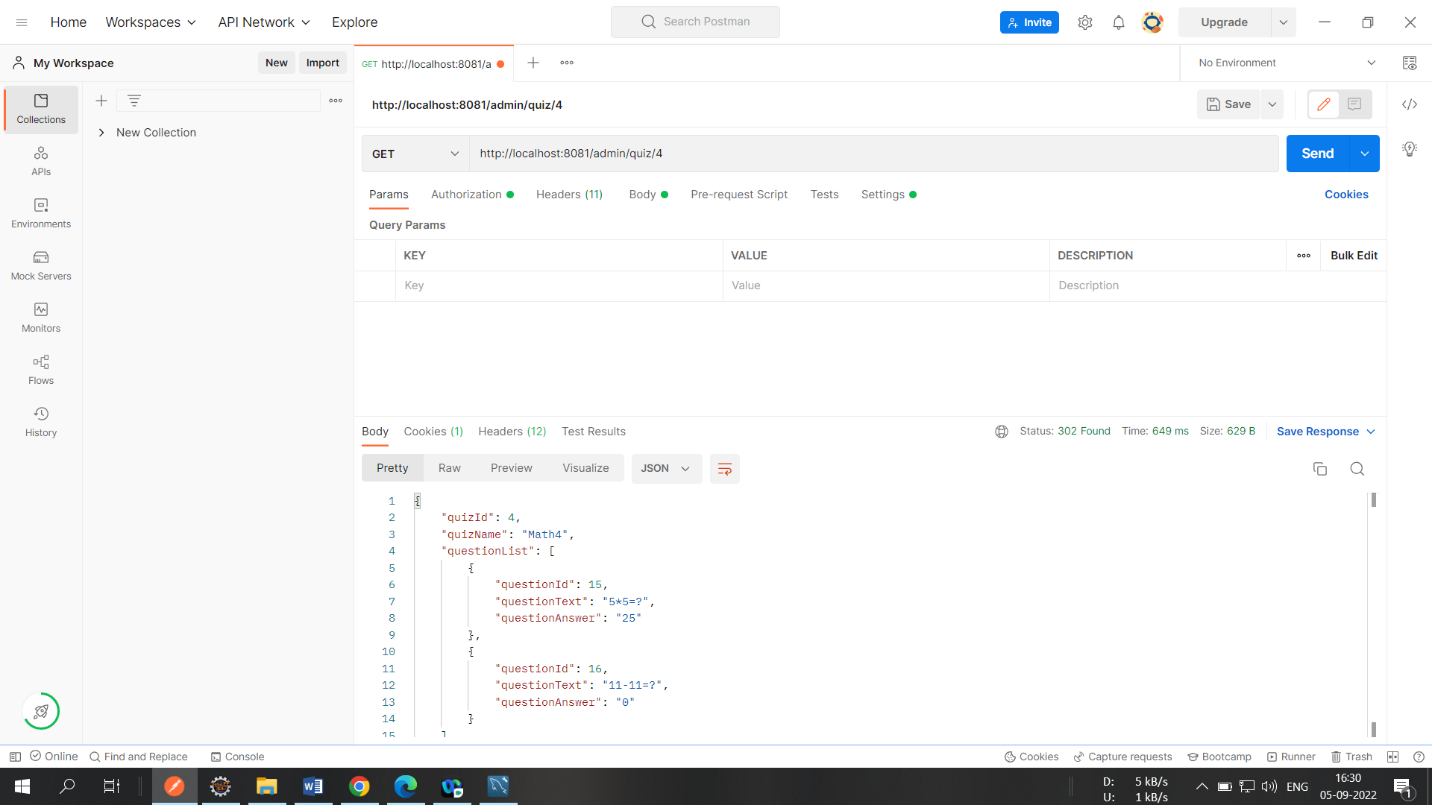 Home Workspaces API Network Explore Search Postman Invite Upgrade
My Workspace New Import GET http://localhost:8081/a No Environment
Collections
New Collection
APIs
Environments
Mock Servers
Monitors
Flows
History
http://localhost:8081/admin/quiz/4 Save
GET http://localhost:8081/admin/quiz/4 Send
Params Authorization Headers (11) Body Pre-request Script Tests Settings Cookies
Query Params
KEY VALUE DESCRIPTION Bulk Edit
Key Value Description
Body Cookies (1) Headers (12) Test Results Status: 302 Found Time: 649 ms Size: 629 B Save Response
Pretty Raw Preview Visualize JSON
1 {
2 "quizId": 4,
3 "quizName": "Math4",
4 "questionList": [
5 {
6 "questionId": 15,
7 "questionText": "5*5=?",
8 "questionAnswer": "25"
9 },
10 {
11 "questionId": 16,
12 "questionText": "11-11=?",
13 "questionAnswer": "0"
14 }
15 ]
Online Find and Replace Console Cookies Capture requests Bootcamp Runner Trash
D: 5 kB/s
U: 1 kB/s
ENG
16:30
05-09-2022
1